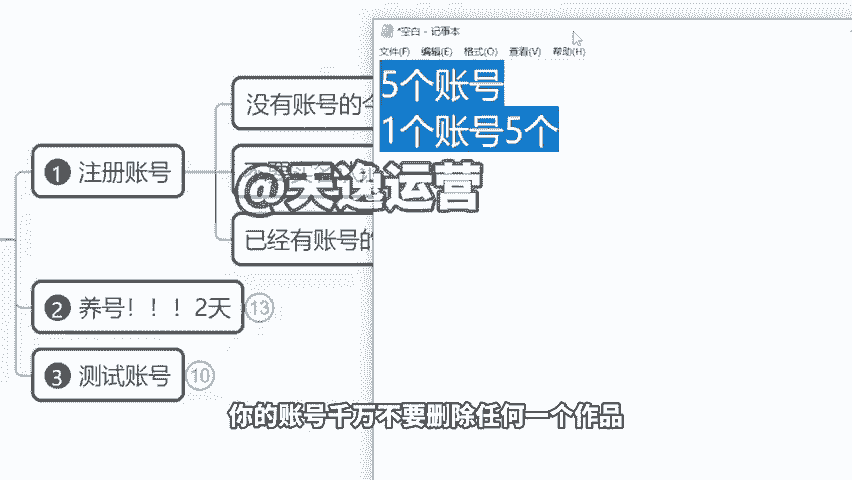 *空白 - 记事本
文件(F) 编辑(E) 格式(O) 查看(V) 帮助(H)
5个账号
1个账号5个
没有账号的
1 注册账号
@天逸运营
已经有账号的
2 养号！！！2天 13
3 测试账号 10
你的账号千万不要删除任何一个作品